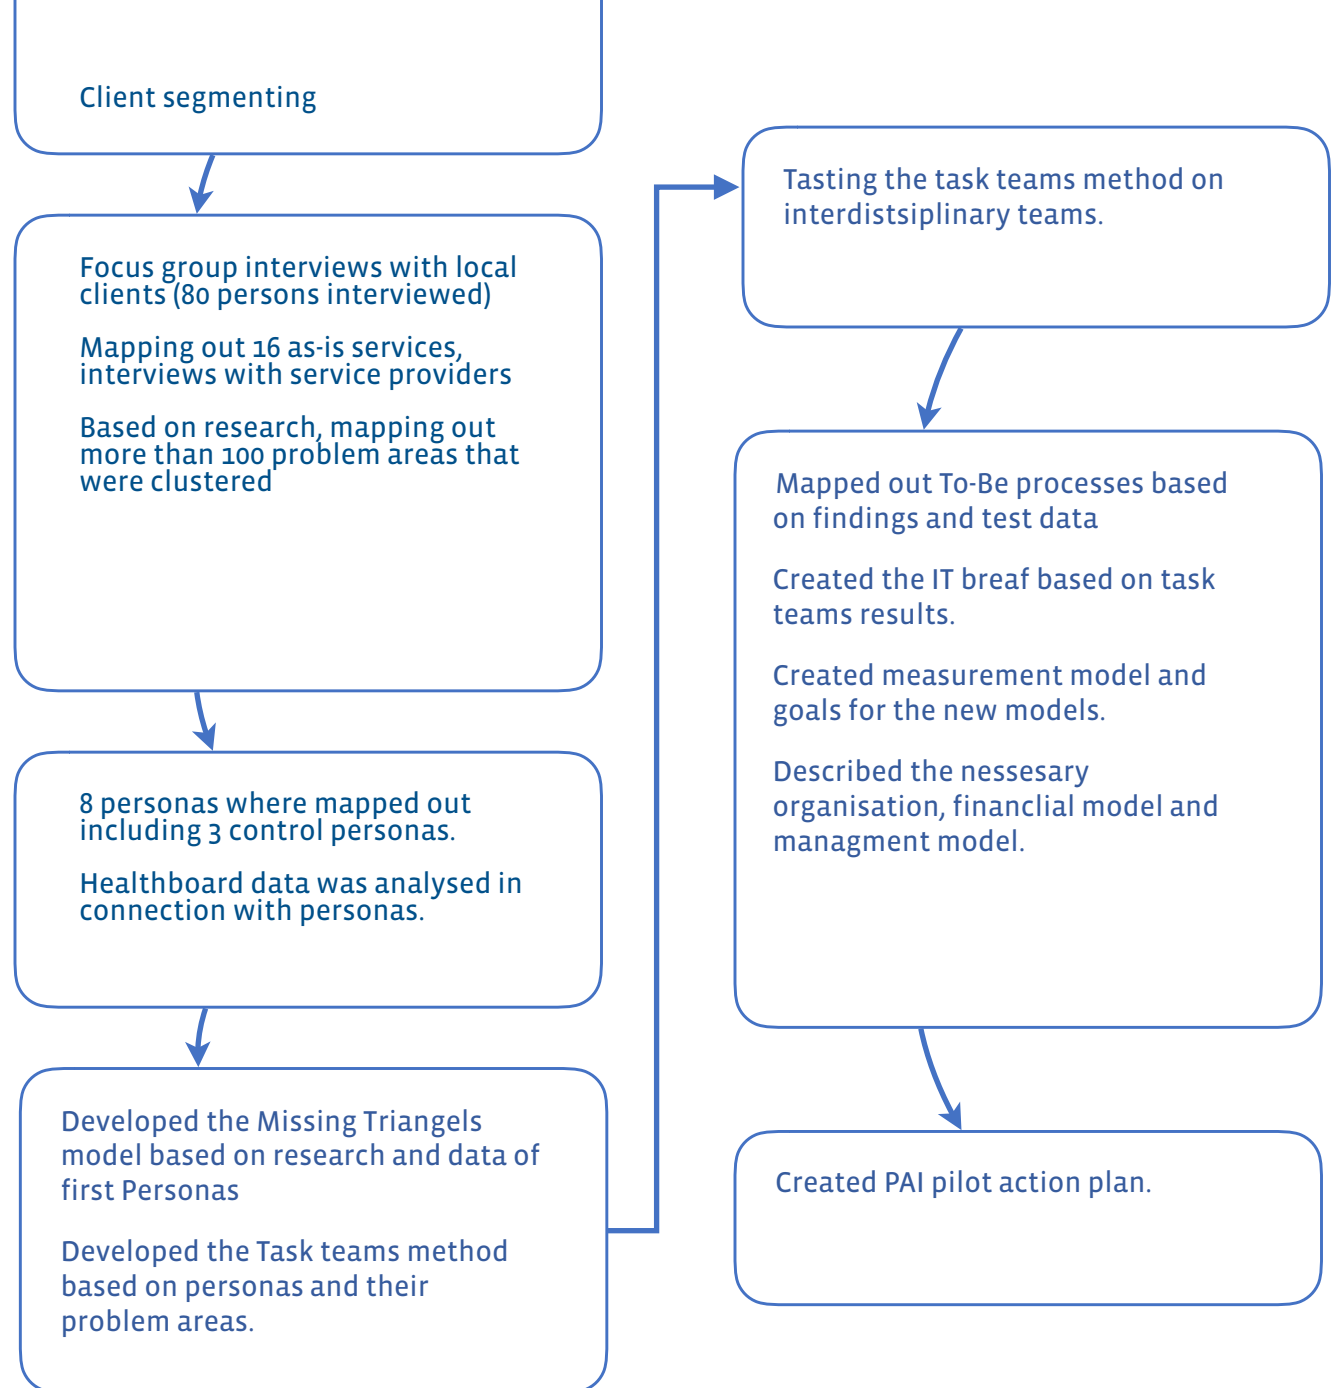 Client segmenting
Focus group interviews with local
clients (80 persons interviewed)
Mapping out 16 as-is services,
interviews with service providers
Based on research, mapping out
more than 100 problem areas that
were clustered
8 personas where mapped out
including 3 control personas.
Healthboard data was analysed in
connection with personas.
Developed the Missing Triangels
model based on research and data of
first Personas
Developed the Task teams method
based on personas and their
problem areas.
Tasting the task teams method on
interdistsiplinary teams.
Mapped out To-Be processes based
on findings and test data
Created the IT breaf based on task
teams results.
Created measurement model and
goals for the new models.
Described the nessesary
organisation, financlial model and
managment model.
Created PAI pilot action plan.